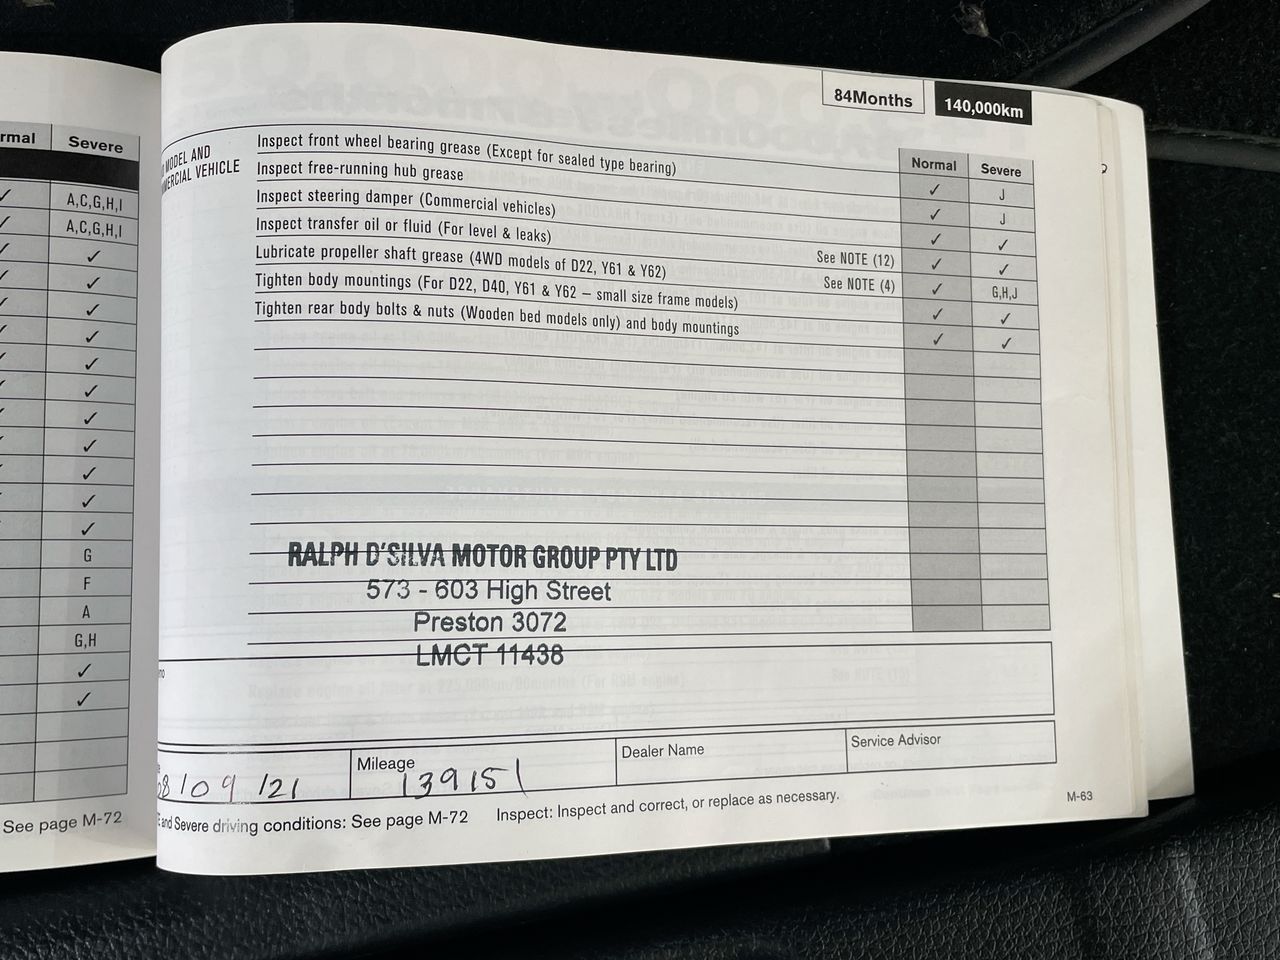 rmal Severe
✓ A,C,G,H,I
✓ A,C,G,H,I
✓ ✓
✓ ✓
✓ ✓
✓ ✓
✓ ✓
✓ ✓
✓ ✓
✓ ✓
✓ ✓
✓ ✓
✓
G
F
A
G,H
✓
✓
See page M-72
84Months 140,000km
MODEL AND
COMMERCIAL VEHICLE
Normal Severe
Inspect front wheel bearing grease (Except for sealed type bearing) ✓ J
Inspect free-running hub grease ✓ J
Inspect steering damper (Commercial vehicles) ✓ ✓
Inspect transfer oil or fluid (For level & leaks) See NOTE (12) ✓ ✓
Lubricate propeller shaft grease (4WD models of D22, Y61 & Y62) See NOTE (4) ✓ G,H,J
Tighten body mountings (For D22, D40, Y61 & Y62 – small size frame models) ✓ ✓
Tighten rear body bolts & nuts (Wooden bed models only) and body mountings ✓ ✓
RALPH D'SILVA MOTOR GROUP PTY LTD
573 - 603 High Street
Preston 3072
LMCT 11438
Mileage Dealer Name Service Advisor
08/09/21 139151
and Severe driving conditions: See page M-72 Inspect: Inspect and correct, or replace as necessary.
M-63